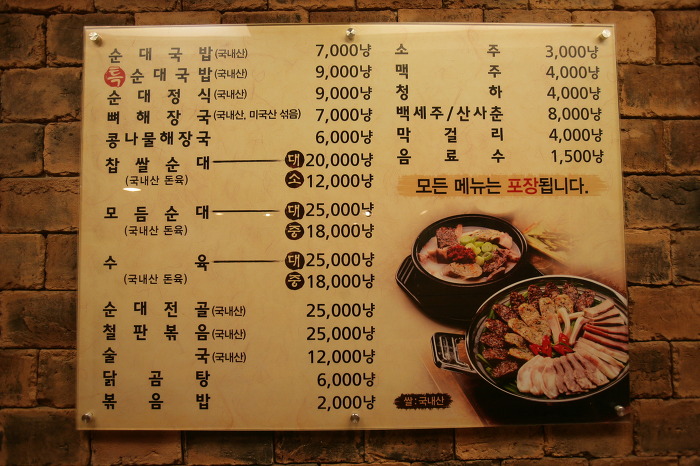 순대국밥(국내산) 7,000냥
특순대국밥(국내산) 9,000냥
순대정식(국내산) 9,000냥
뼈해장국(국내산, 미국산 섞음) 7,000냥
콩나물해장국 6,000냥
찹쌀순대 대 20,000냥
(국내산 돈육) 소 12,000냥
모듬순대 대 25,000냥
(국내산 돈육) 중 18,000냥
수육 대 25,000냥
(국내산 돈육) 중 18,000냥
순대전골(국내산) 25,000냥
철판볶음(국내산) 25,000냥
술국(국내산) 12,000냥
닭곰탕 6,000냥
볶음밥 2,000냥
소주 3,000냥
맥주 4,000냥
청하 4,000냥
백세주/산사춘 8,000냥
막걸리 4,000냥
음료수 1,500냥
모든 메뉴는 포장됩니다.
쌀:국내산